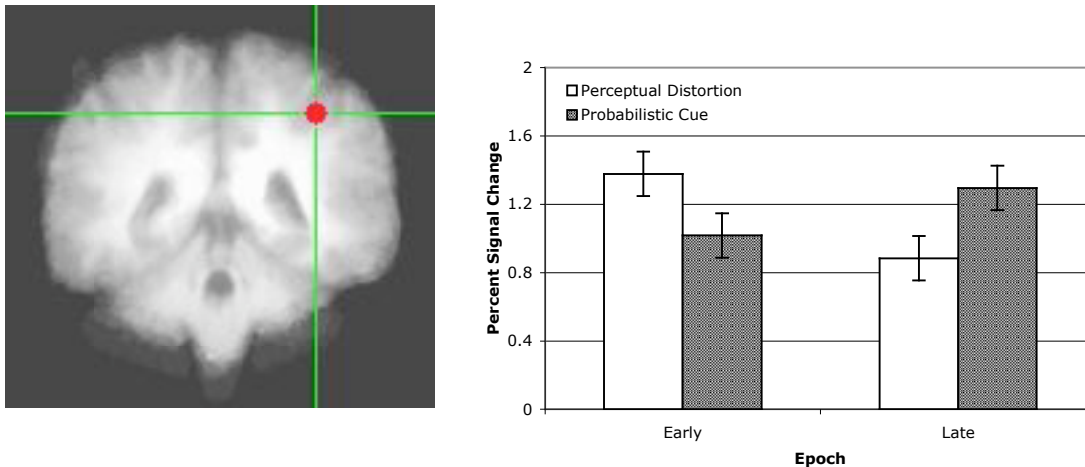 2
Perceptual Distortion
Probabilistic Cue
1.6
1.2
0.8
0.4
0
Percent Signal Change
Early Late
Epoch